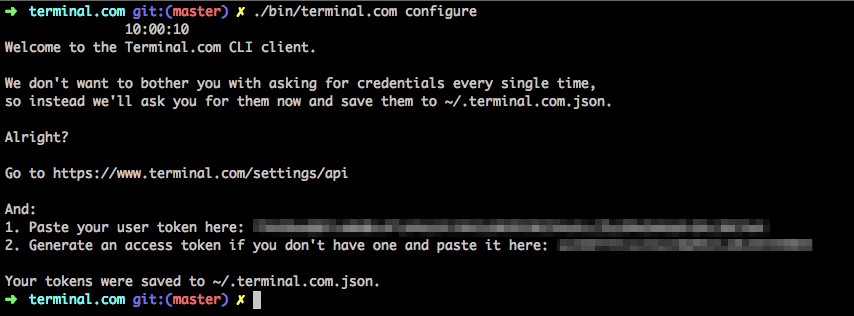 ➜ terminal.com git:(master) ✗ ./bin/terminal.com configure
10:00:10
Welcome to the Terminal.com CLI client.
We don't want to bother you with asking for credentials every single time,
so instead we'll ask you for them now and save them to ~/.terminal.com.json.
Alright?
Go to https://www.terminal.com/settings/api
And:
1. Paste your user token here:
2. Generate an access token if you don't have one and paste it here:
Your tokens were saved to ~/.terminal.com.json.
➜ terminal.com git:(master) ✗